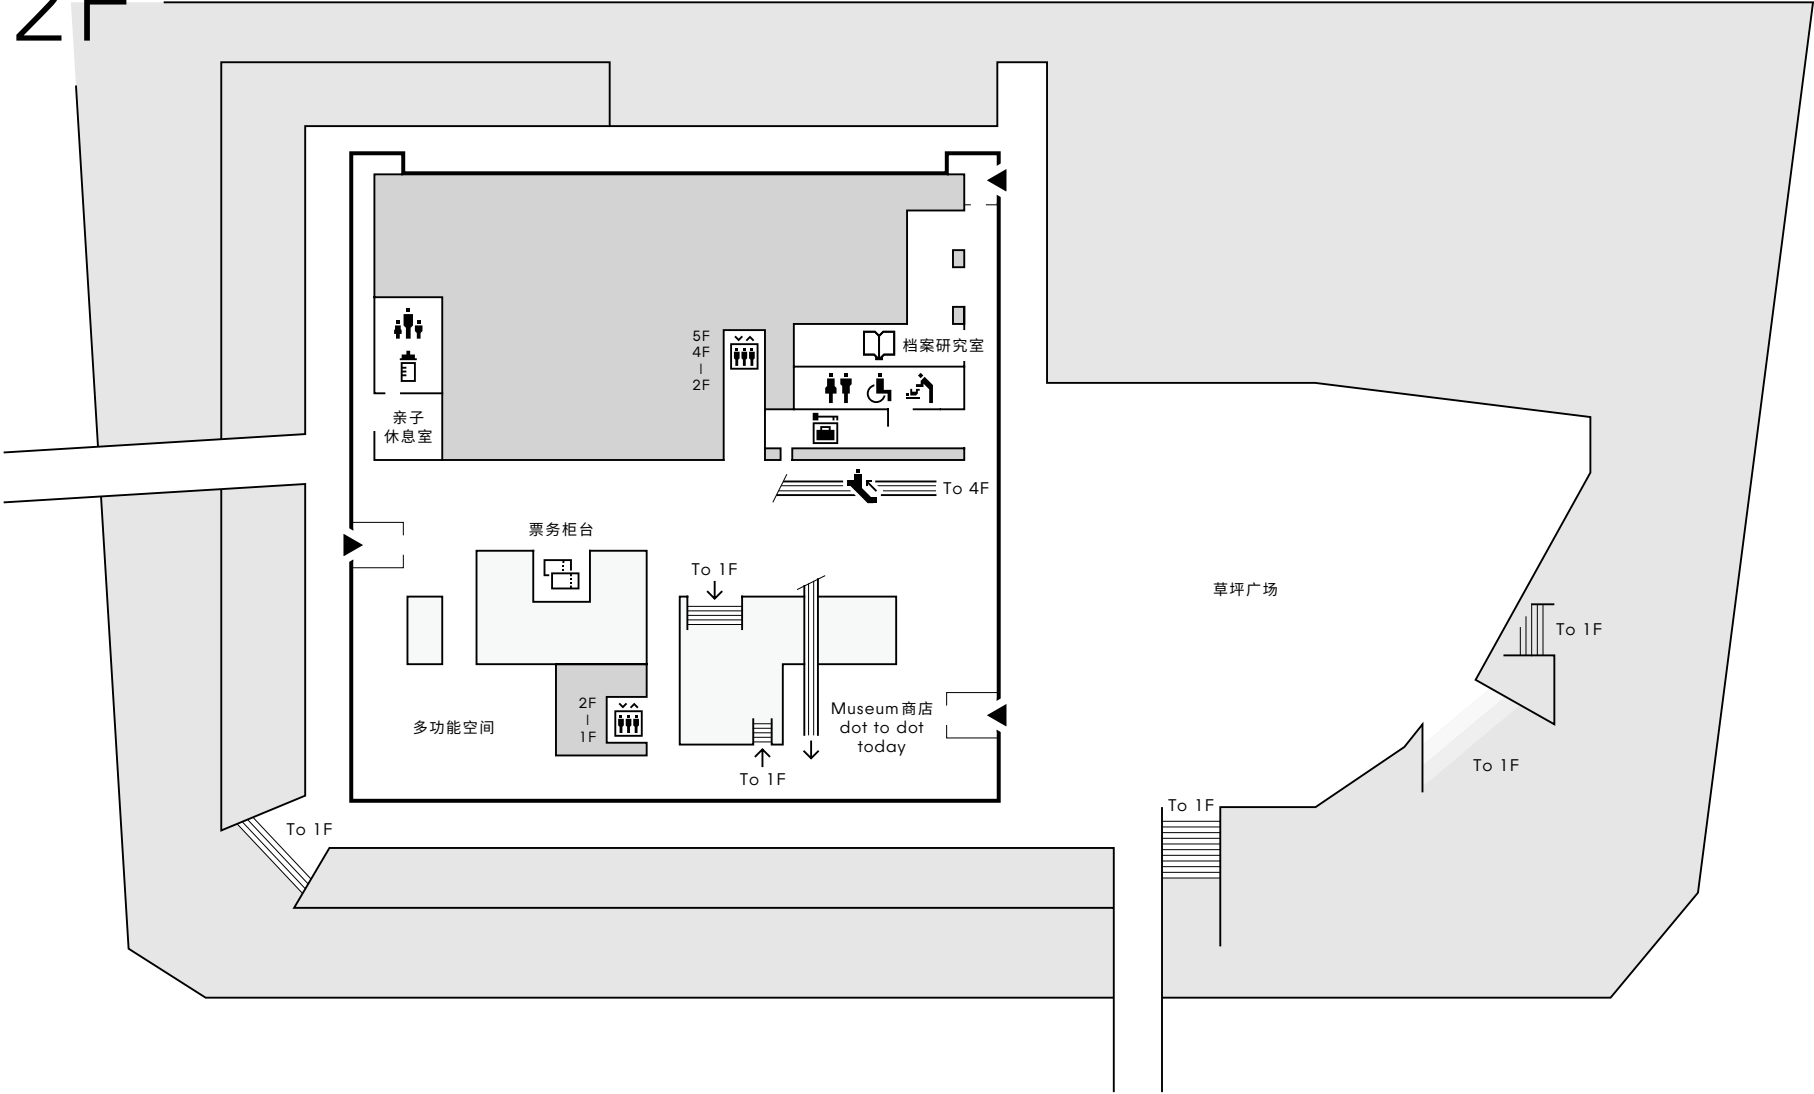 2F
5F
4F
|
2F
档案研究室
亲子
休息室
To 4F
票务柜台
To 1F
草坪广场
To 1F
2F
|
1F
Museum商店
dot to dot
today
多功能空间
To 1F
To 1F
To 1F
To 1F